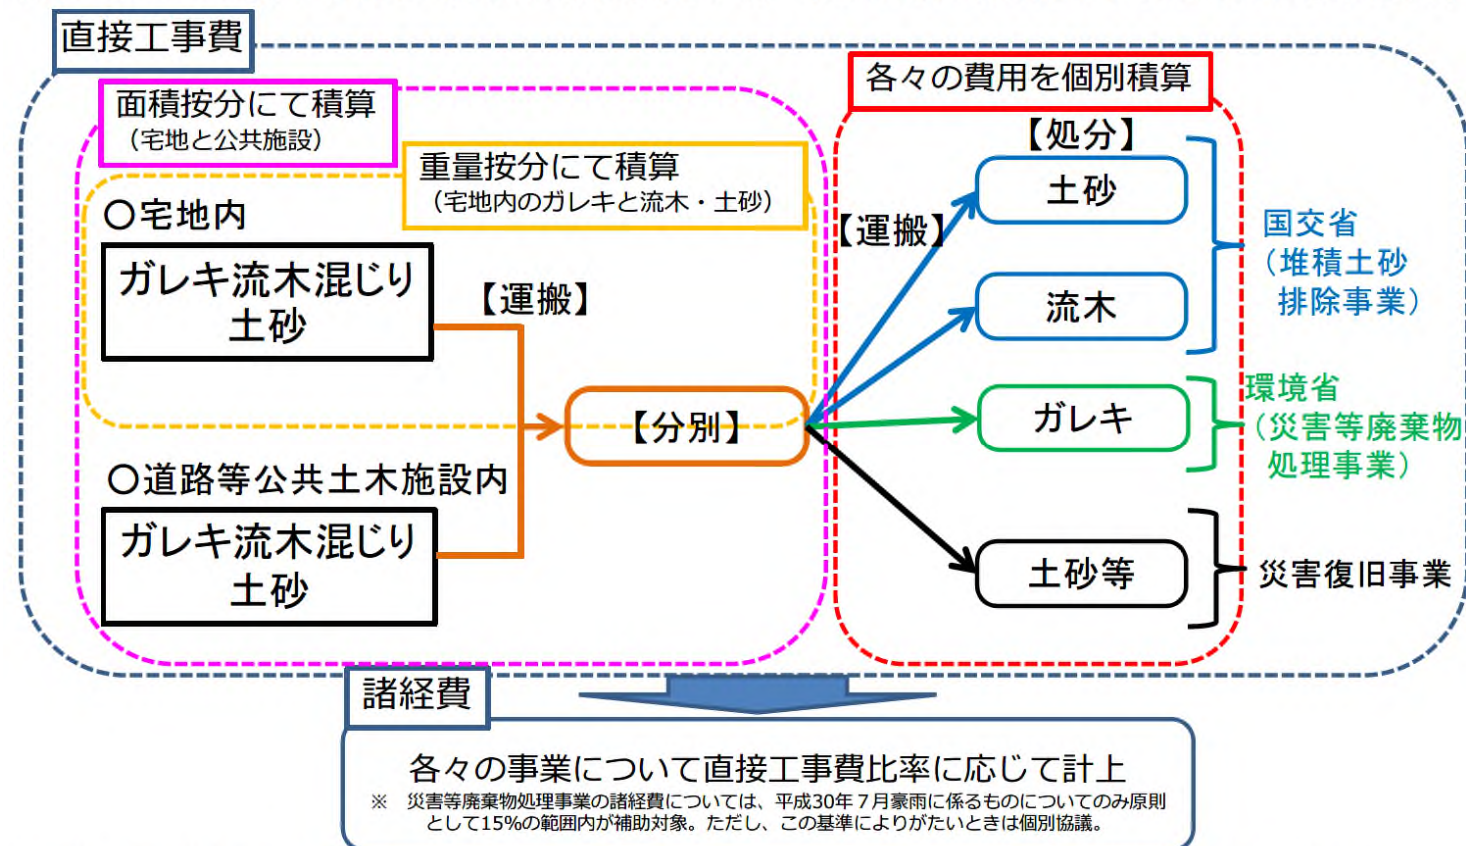 直接工事費
面積按分にて積算
（宅地と公共施設）
重量按分にて積算
（宅地内のガレキと流木・土砂）
〇宅地内
ガレキ流木混じり
土砂
【運搬】
〇道路等公共土木施設内
ガレキ流木混じり
土砂
【分別】
各々の費用を個別積算
【処分】
【運搬】
土砂
流木
国交省
（堆積土砂
排除事業）
ガレキ
環境省
（災害等廃棄物
処理事業）
土砂等
災害復旧事業
諸経費
各々の事業について直接工事費比率に応じて計上
※　災害等廃棄物処理事業の諸経費については、平成30年７月豪雨に係るものについてのみ原則
として15%の範囲内が補助対象。ただし、この基準によりがたいときは個別協議。